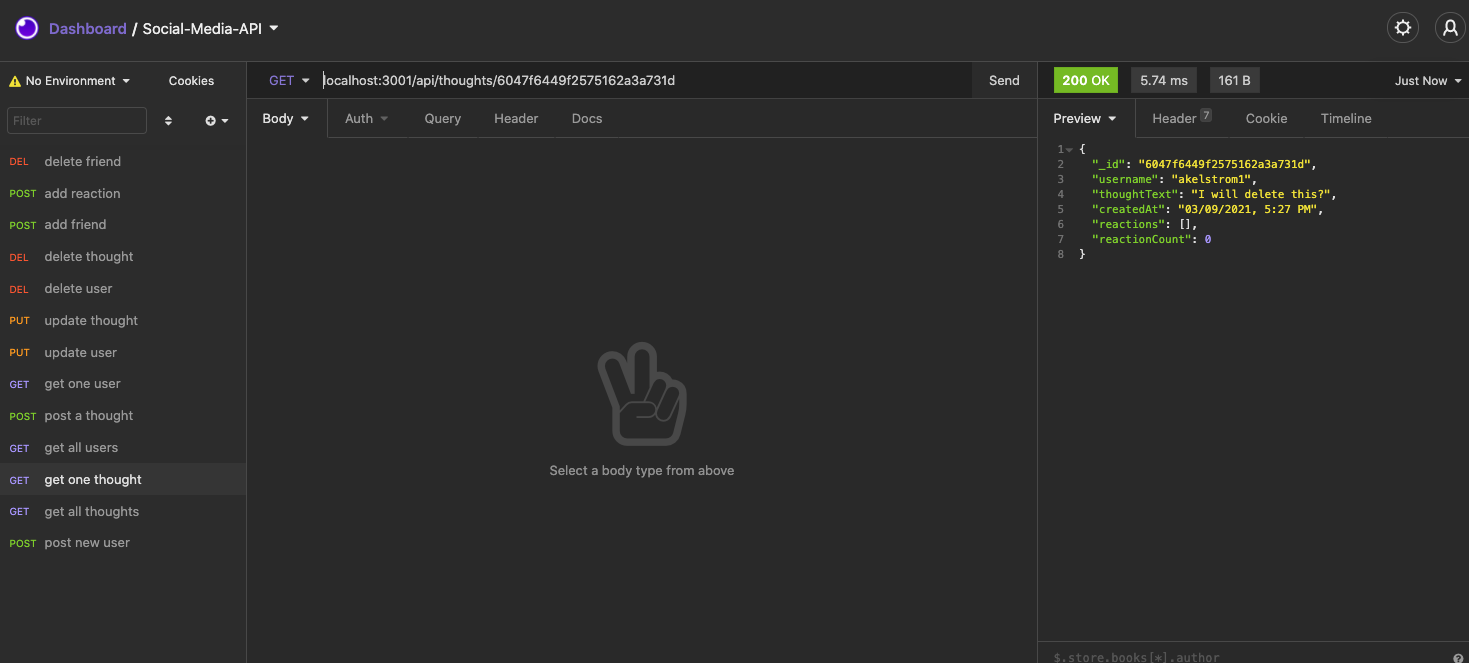 Dashboard / Social-Media-API
No Environment Cookies
GET localhost:3001/api/thoughts/6047f6449f2575162a3a731d Send
200 OK 5.74 ms 161 B Just Now
Filter
Body Auth Query Header Docs
Preview Header 7 Cookie Timeline
DEL delete friend
POST add reaction
POST add friend
DEL delete thought
DEL delete user
PUT update thought
PUT update user
GET get one user
POST post a thought
GET get all users
GET get one thought
GET get all thoughts
POST post new user
Select a body type from above
1 {
2 "_id": "6047f6449f2575162a3a731d",
3 "username": "akelstrom1",
4 "thoughtText": "I will delete this?",
5 "createdAt": "03/09/2021, 5:27 PM",
6 "reactions": [],
7 "reactionCount": 0
8 }
$.store.books[*].author